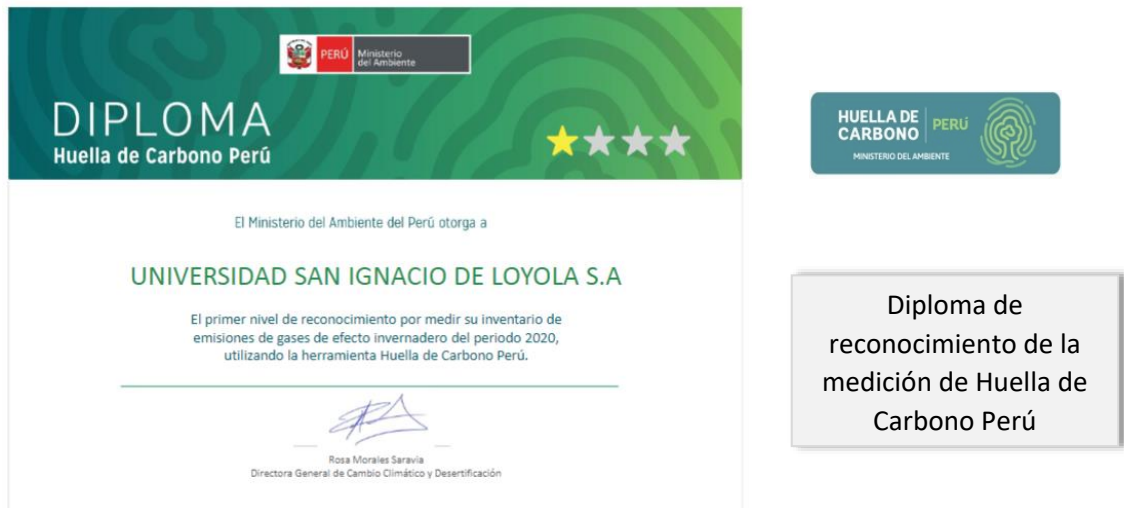 PERÚ
Ministerio
del Ambiente
DIPLOMA
Huella de Carbono Perú
El Ministerio del Ambiente del Perú otorga a
UNIVERSIDAD SAN IGNACIO DE LOYOLA S.A
El primer nivel de reconocimiento por medir su inventario de
emisiones de gases de efecto invernadero del periodo 2020,
utilizando la herramienta Huella de Carbono Perú.
Rosa Morales Saravia
Directora General de Cambio Climático y Desertificación
HUELLA DE
CARBONO
PERÚ
MINISTERIO DEL AMBIENTE
Diploma de
reconocimiento de la
medición de Huella de
Carbono Perú